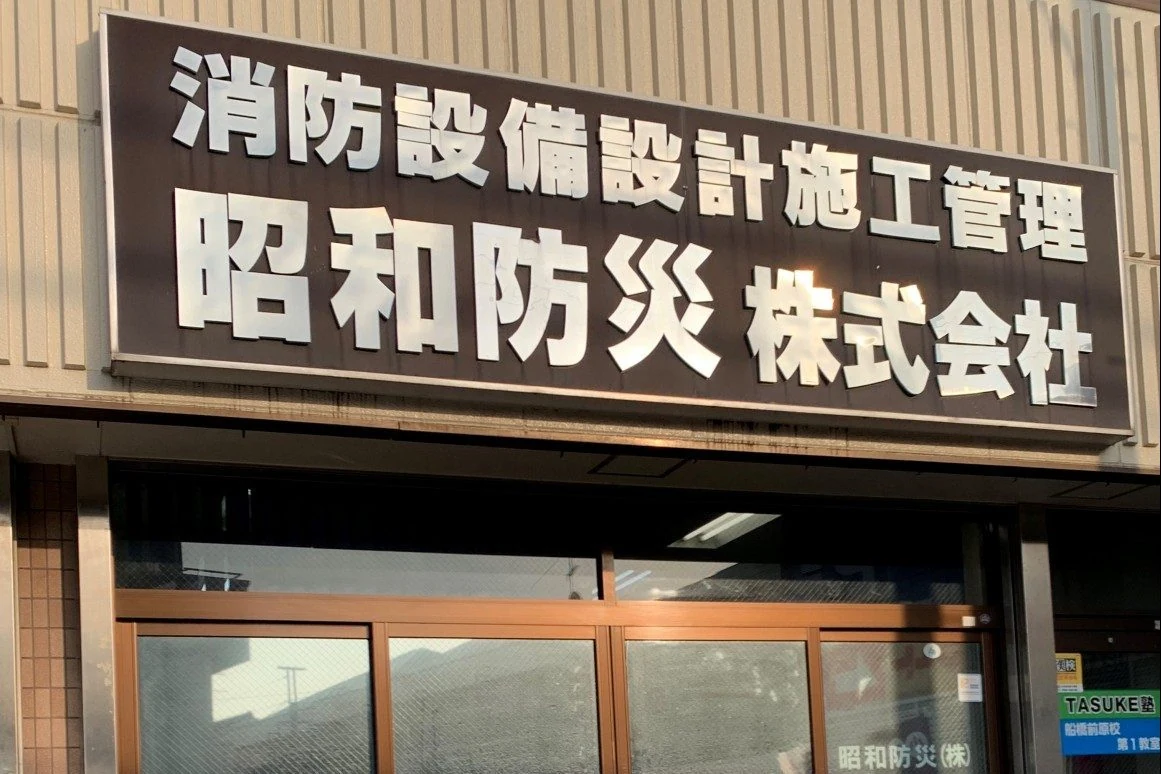 消防設備設計施工管理
昭和防災 株式会社
昭和防災(株)
英検
TASUKE塾
船橋前原校
第1教室